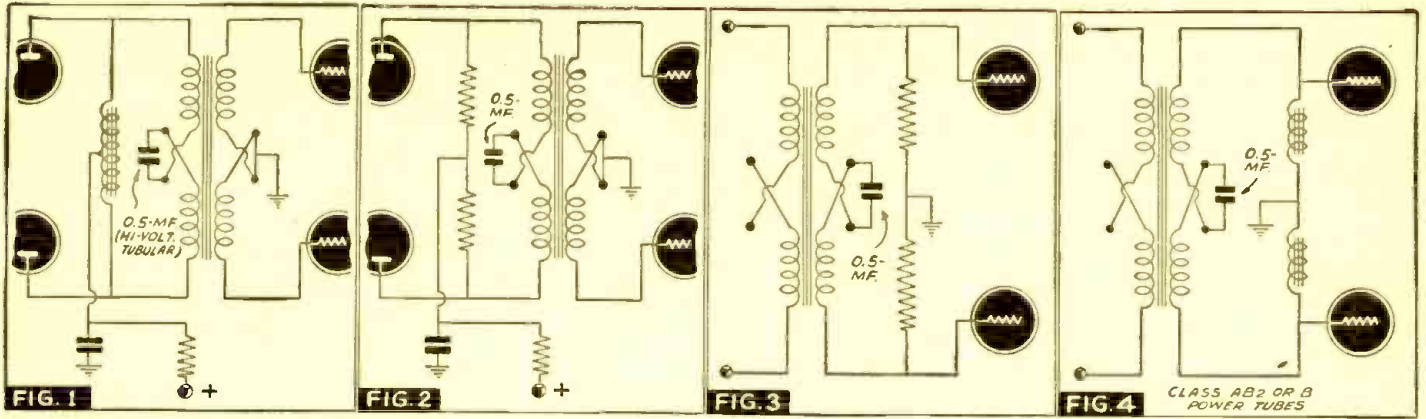 0.5-MF
(HI-VOLT.
TUBULAR)
+
FIG. 1
0.5-
MF.
+
FIG. 2
0.5-
MF.
FIG. 3
0.5-
MF.
CLASS AB2 OR B
POWER TUBES
FIG. 4